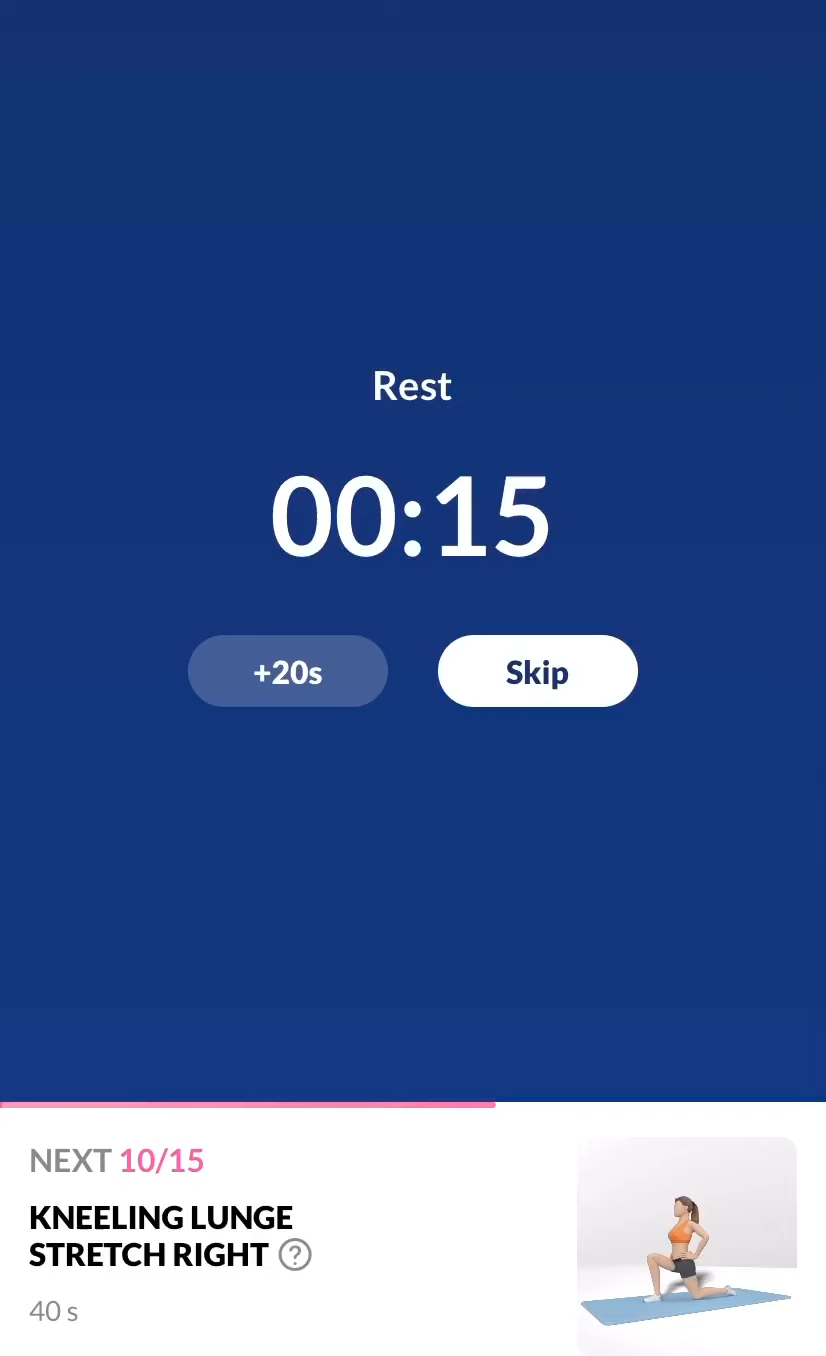 Rest
00:15
+20s Skip
NEXT 10/15
KNEELING LUNGE
STRETCH RIGHT ?
40 s